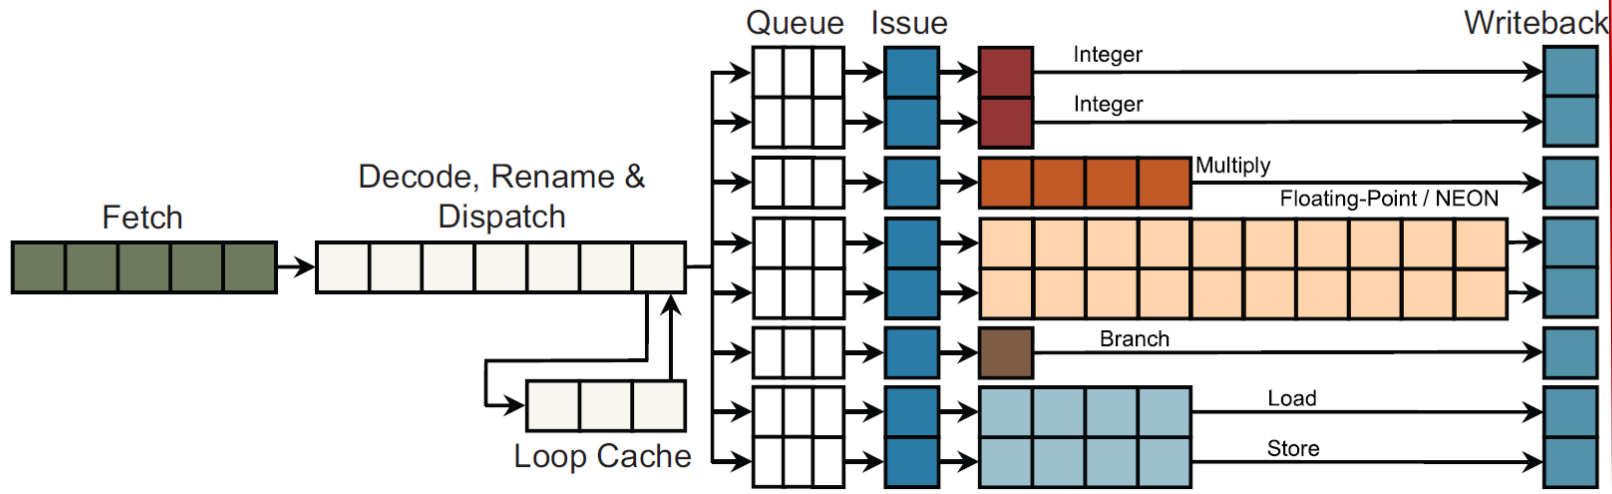 Queue
Issue
Writeback
Integer
Integer
Multiply
Floating-Point / NEON
Decode, Rename &
Dispatch
Fetch
Branch
Load
Store
Loop Cache